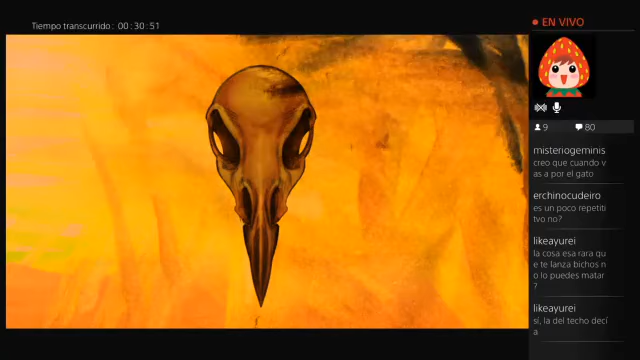 Tiempo transcurrido: 00:30:51
EN VIVO
9
80
misteriogeminis
creo que cuando v
as a por el gato
erchinocudeiro
es un poco repetiti
tvo no?
likeayurei
la cosa esa rara qu
e te lanza bichos n
o lo puedes matar
?
likeayurei
sí, la del techo decí
a